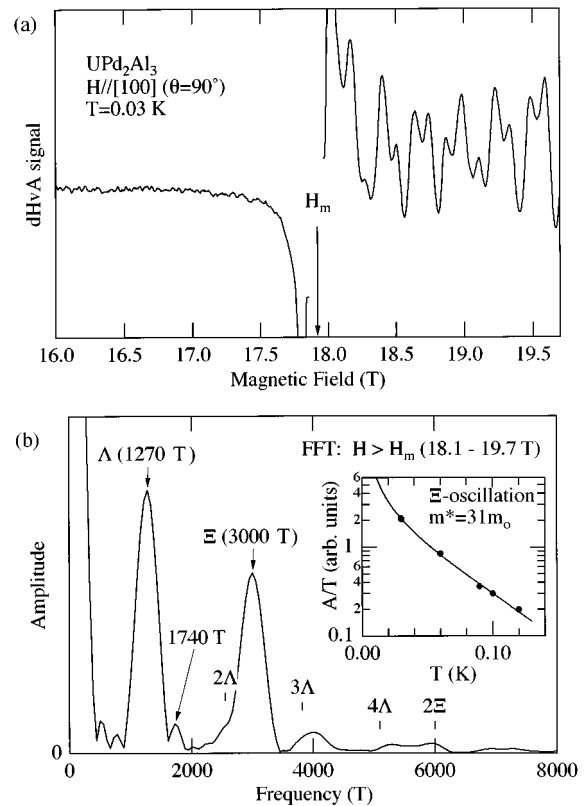 (a)
UPd₂Al₃
H//[100] (θ=90°)
T=0.03 K
dHvA signal
Hₘ
16.0 16.5 17.0 17.5 18.0 18.5 19.0 19.5
Magnetic Field (T)
(b)
FFT: H > Hₘ (18.1 - 19.7 T)
Λ (1270 T)
Ξ (3000 T)
1740 T
2Λ
3Λ
4Λ
2Ξ
Amplitude
0
0 2000 4000 6000 8000
Frequency (T)
Ξ-oscillation
m*=31mₒ
A/T (arb. units)
6
4
2
1
8
6
4
2
0.1
0.00 0.10
T (K)